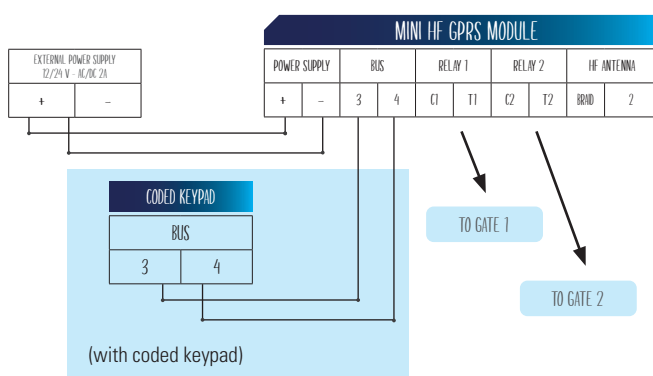 MINI HF GPRS MODULE
EXTERNAL POWER SUPPLY
12/24 V - AC/DC 2A
+ –
POWER SUPPLY BUS RELAY 1 RELAY 2 HF ANTENNA
+ – 3 4 C1 T1 C2 T2 BRAID 2
CODED KEYPAD
BUS
3 4
TO GATE 1
TO GATE 2
(with coded keypad)